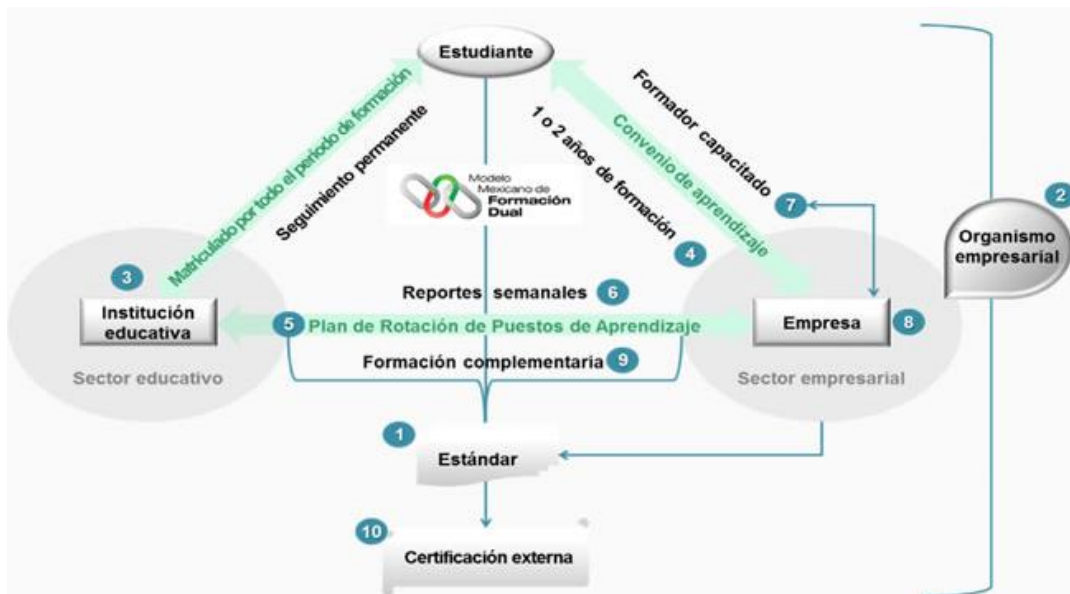 Estudiante
Matriculado por todo el periodo de formación
Seguimiento permanente
Modelo
Mexicano de
Formación
Dual
1 o 2 años de formación
4
Convenio de aprendizaje
Formador capacitado
7
2
Organismo
empresarial
3
Institución
educativa
Sector educativo
Reportes semanales 6
5 Plan de Rotación de Puestos de Aprendizaje
Formación complementaria 9
Empresa 8
Sector empresarial
1
Estándar
10
Certificación externa